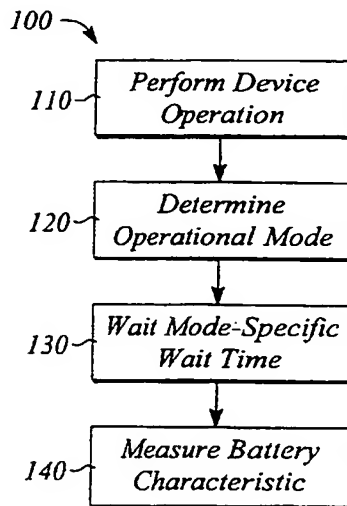 100
110
Perform Device
Operation
120
Determine
Operational Mode
130
Wait Mode-Specific
Wait Time
140
Measure Battery
Characteristic